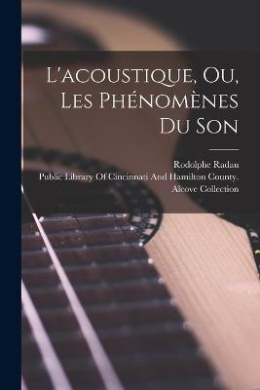 L'acoustique, Ou,
Les Phénomènes
Du Son
Rodolphe Radau
Public Library Of Cincinnati And Hamilton County.
Alcove Collection